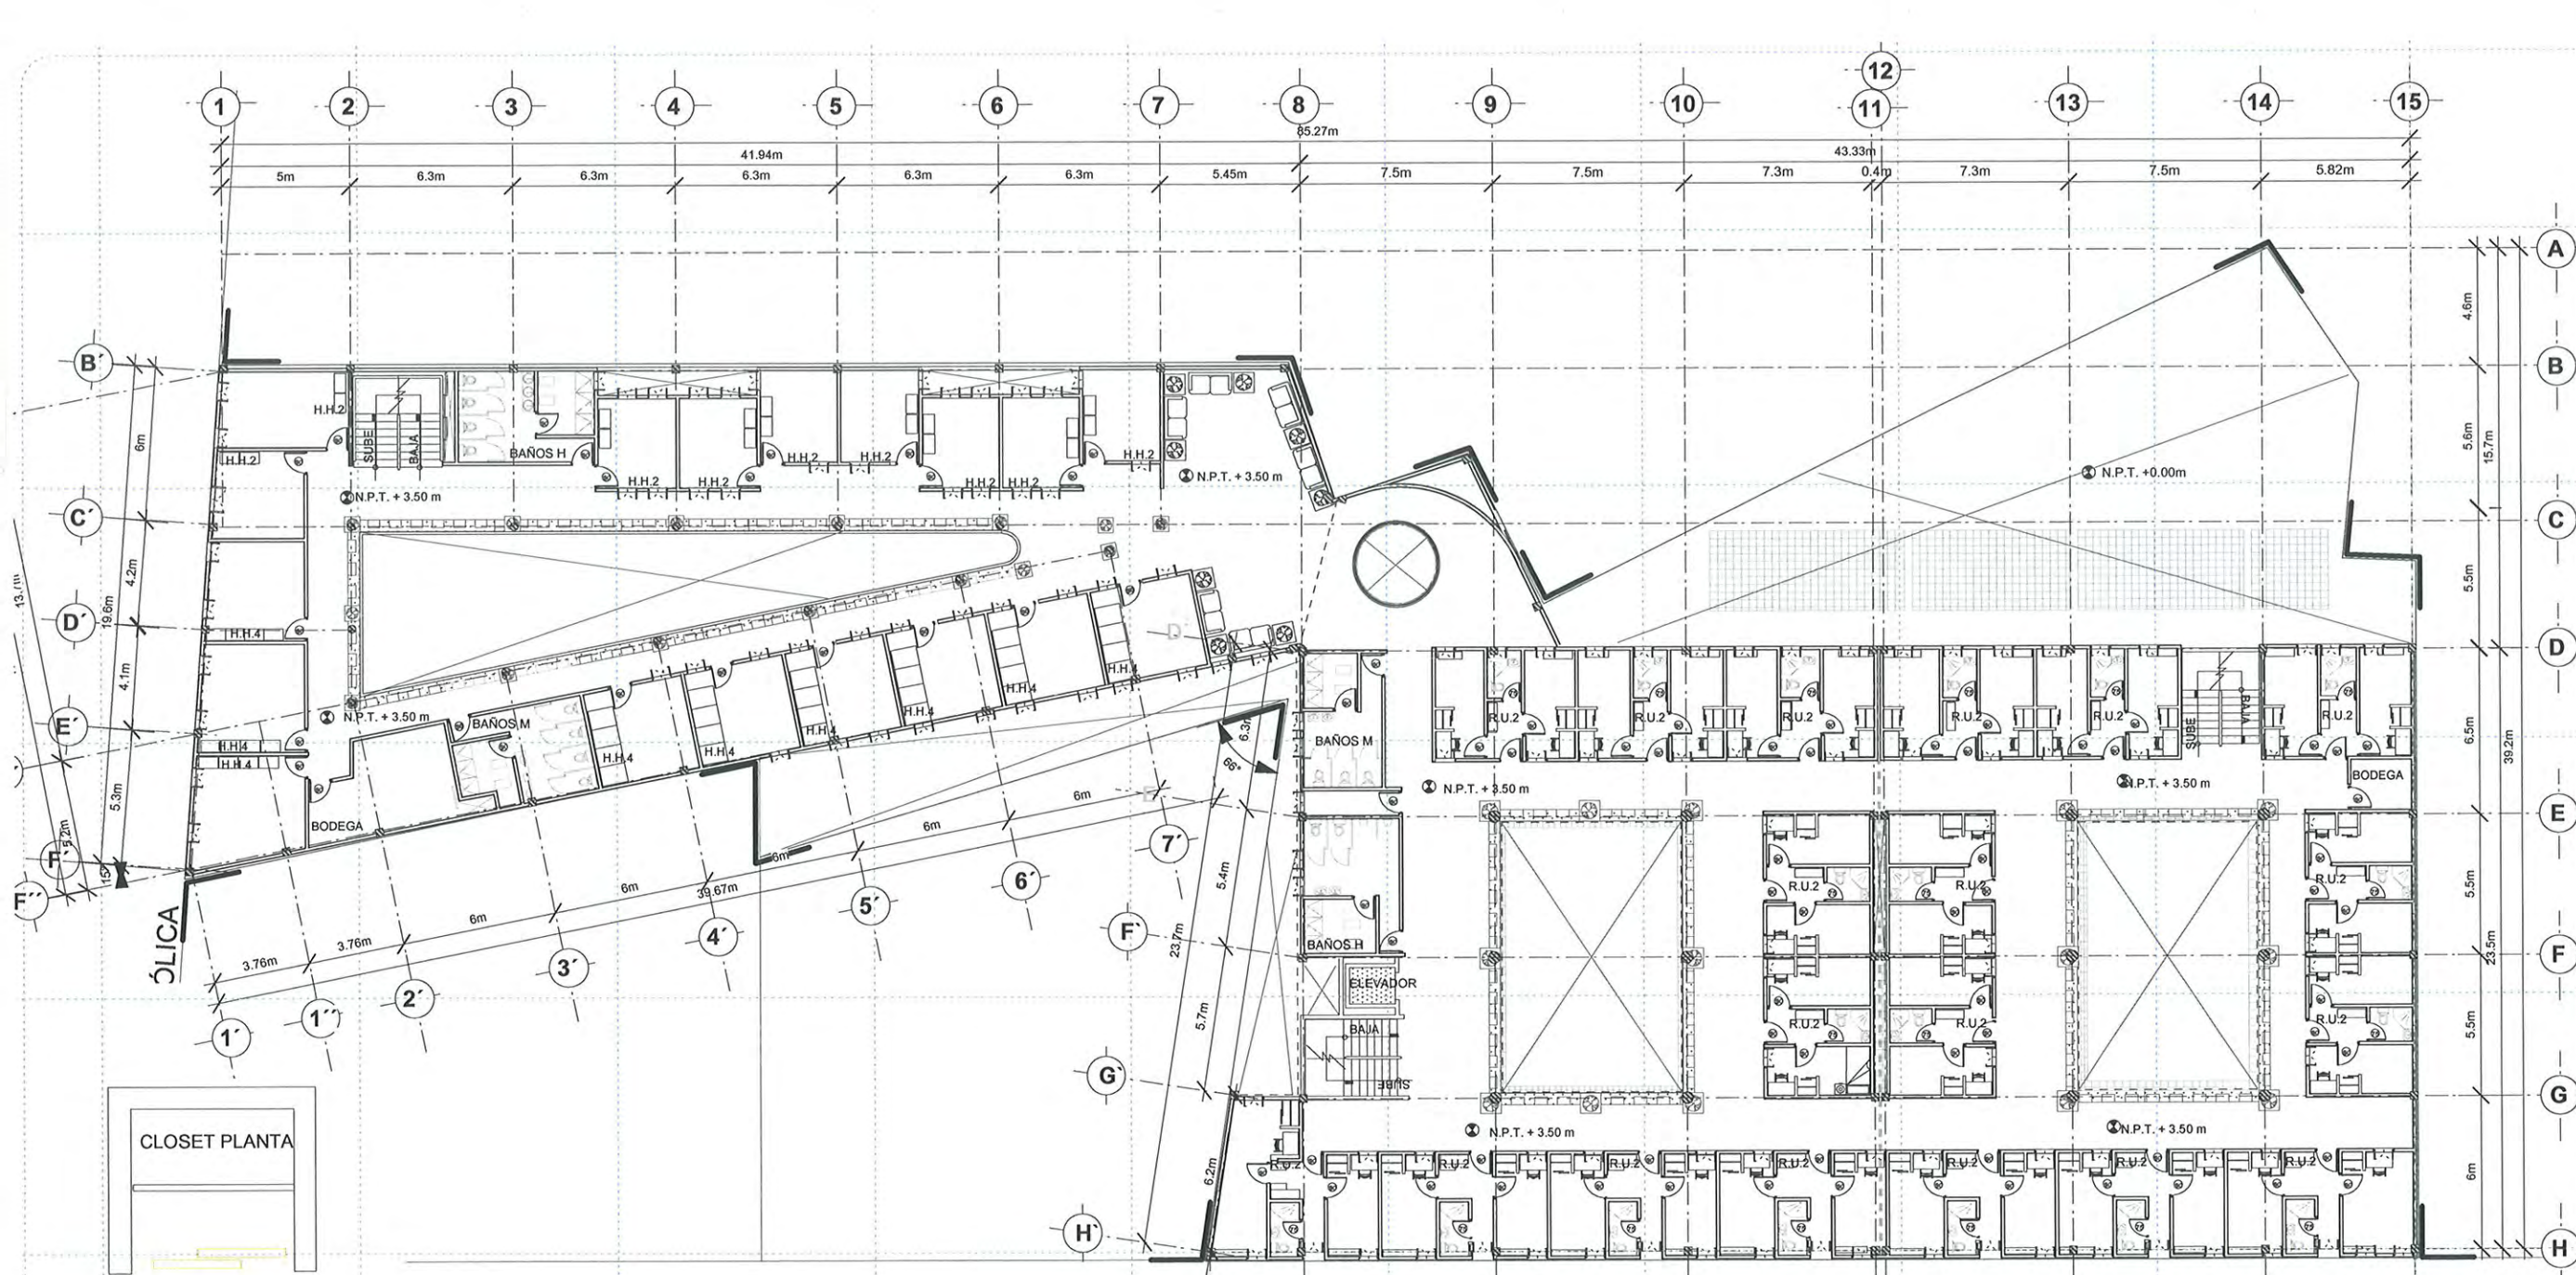 12
1 2 3 4 5 6 7 8 9 10 11 13 14 15
85.27m
41.94m 43.33m
5m 6.3m 6.3m 6.3m 6.3m 6.3m 5.45m 7.5m 7.5m 7.3m 0.4m 7.3m 7.5m 5.82m
A
4.6m
B´
B
H.H.2
SUBE
BAJA
BAÑOS H
H.H.2
H.H.2 H.H.2 H.H.2 H.H.2 H.H.2 H.H.2 H.H.2
N.P.T. + 3.50 m
N.P.T. + 3.50 m
N.P.T. +0.00m
6m
5.6m
15.7m
C´
C
4.2m
19.6m
5.5m
D´
H.H.4
D
D
4.1m
H.H.4
H.H.4
H.H.4
H.H.4
H.H.4
H.H.4
E´
N.P.T. + 3.50 m
BAÑOS M
H.H.4
H.H.4
BODEGA
5.3m
5.2m
F´
F´´
ÓLICA
6.3m
66°
BAÑOS M
R.U.2 R.U.2 R.U.2 R.U.2 R.U.2 R.U.2
SUBE
BAJA
6.5m
39.2m
N.P.T. + 3.50 m
N.P.T. + 3.50 m
BODEGA
E
6m
6m
6m
6m
6m
39.67m
3.76m
3.76m
1´
1´´
2´
3´
4´
5´
6´
7´
5.4m
23.7m
F`
BAÑOS H
R.U.2 R.U.2 R.U.2
5.5m
F
23.5m
ELEVADOR
BAJA
SUBE
5.7m
R.U.2 R.U.2 R.U.2
5.5m
G`
G
N.P.T. + 3.50 m
N.P.T. + 3.50 m
R.U.2 R.U.2 R.U.2 R.U.2 R.U.2 R.U.2 R.U.2
6.2m
6m
H`
H
CLOSET PLANTA